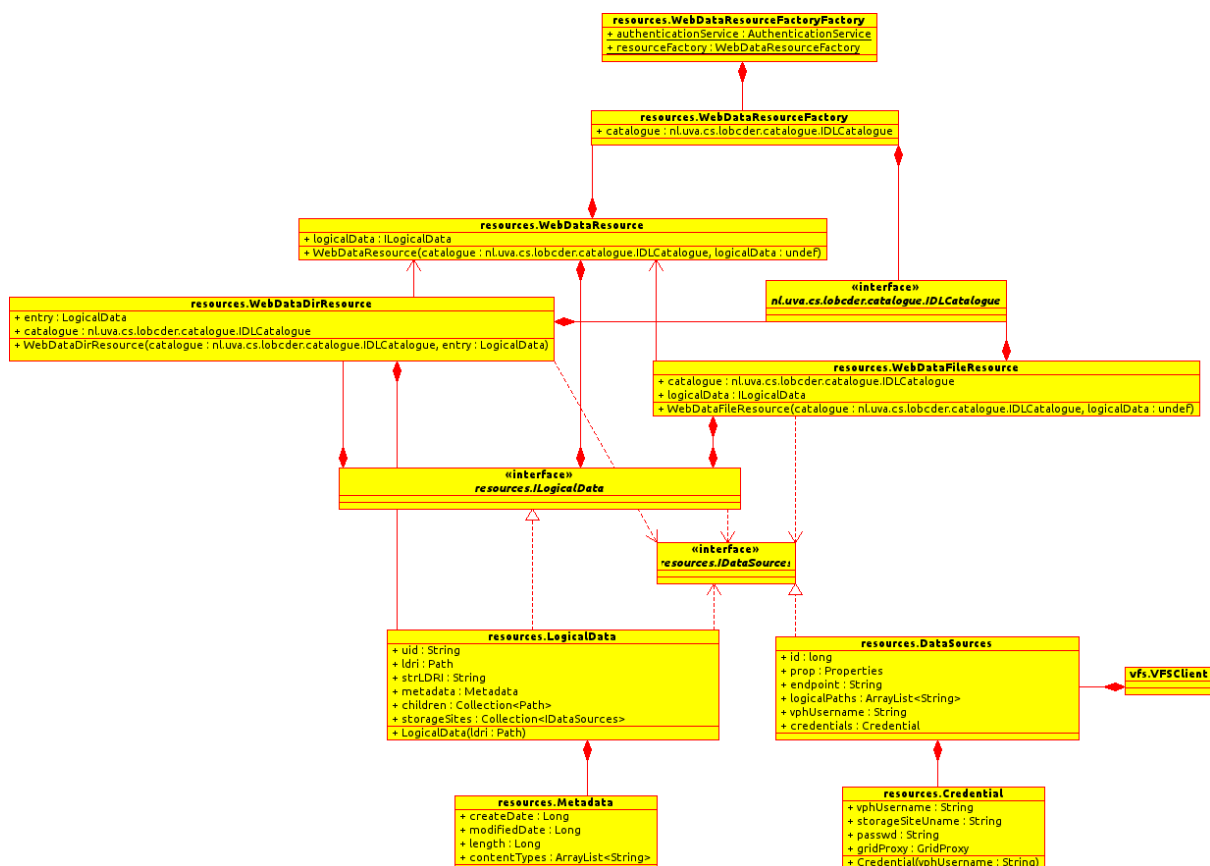 resources.WebDataResourceFactoryFactory
+ authenticationService : AuthenticationService
+ resourceFactory : WebDataResourceFactory
resources.WebDataResourceFactory
+ catalogue : nl.uva.cs.lobcder.catalogue.IDLCatalogue
resources.WebDataResource
+ logicalData : ILogicalData
+ WebDataResource(catalogue : nl.uva.cs.lobcder.catalogue.IDLCatalogue, logicalData : undef)
«interface»
nl.uva.cs.lobcder.catalogue.IDLCatalogue
resources.WebDataDirResource
+ entry : LogicalData
+ catalogue : nl.uva.cs.lobcder.catalogue.IDLCatalogue
+ WebDataDirResource(catalogue : nl.uva.cs.lobcder.catalogue.IDLCatalogue, entry : LogicalData)
resources.WebDataFileResource
+ catalogue : nl.uva.cs.lobcder.catalogue.IDLCatalogue
+ logicalData : ILogicalData
+ WebDataFileResource(catalogue : nl.uva.cs.lobcder.catalogue.IDLCatalogue, logicalData : undef)
«interface»
resources.ILogicalData
«interface»
resources.IDataSources
resources.LogicalData
+ uid : String
+ ldri : Path
+ strLDRI : String
+ metadata : Metadata
+ children : Collection<Path>
+ storageSites : Collection<IDataSources>
+ LogicalData(ldri : Path)
resources.DataSources
+ id : long
+ prop : Properties
+ endpoint : String
+ logicalPaths : ArrayList<String>
+ vphUsername : String
+ credentials : Credential
vfs.VFSClient
resources.Metadata
+ createDate : Long
+ modifiedDate : Long
+ length : Long
+ contentTypes : ArrayList<String>
resources.Credential
+ vphUsername : String
+ storageSiteUname : String
+ passwd : String
+ gridProxy : GridProxy
+ Credential(vphUsername : String)